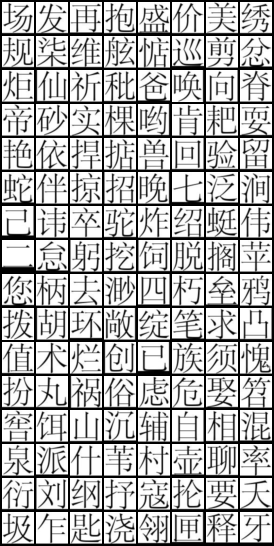 场发再抱盛价美绣
规柒维舷惦巡剪忿
炬仙祈秕爸唤向脊
帝砂实棵哟肯耙耍
艳依捍掂兽回验留
蛇伴掠招晚七泛涧
己讳卒驼炸绍蜓伟
二怠躬挖饲脱搁苹
您柄去渺四朽垒鸦
拨胡环敞绽笔求凸
值术烂创已族须愧
扮丸祸俗虑危娶笤
窖饵山沉辅自相混
泉派什苇村壶聊率
衍刘纲抒寇抡要夭
圾乍匙浇翎匣释牙